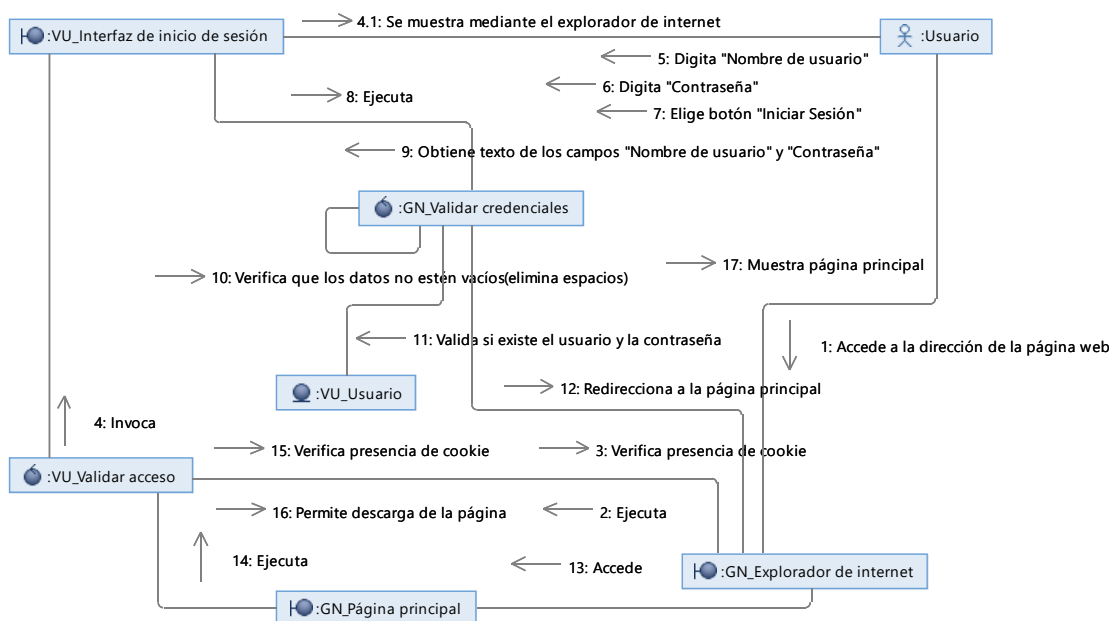 4.1: Se muestra mediante el explorador de internet
:VU_Interfaz de inicio de sesión
:Usuario
5: Digita "Nombre de usuario"
6: Digita "Contraseña"
8: Ejecuta
7: Elige botón "Iniciar Sesión"
9: Obtiene texto de los campos "Nombre de usuario" y "Contraseña"
:GN_Validar credenciales
17: Muestra página principal
10: Verifica que los datos no estén vacíos(elimina espacios)
11: Valida si existe el usuario y la contraseña
1: Accede a la dirección de la página web
12: Redirecciona a la página principal
:VU_Usuario
4: Invoca
15: Verifica presencia de cookie
3: Verifica presencia de cookie
:VU_Validar acceso
16: Permite descarga de la página
2: Ejecuta
14: Ejecuta
13: Accede
:GN_Explorador de internet
:GN_Página principal